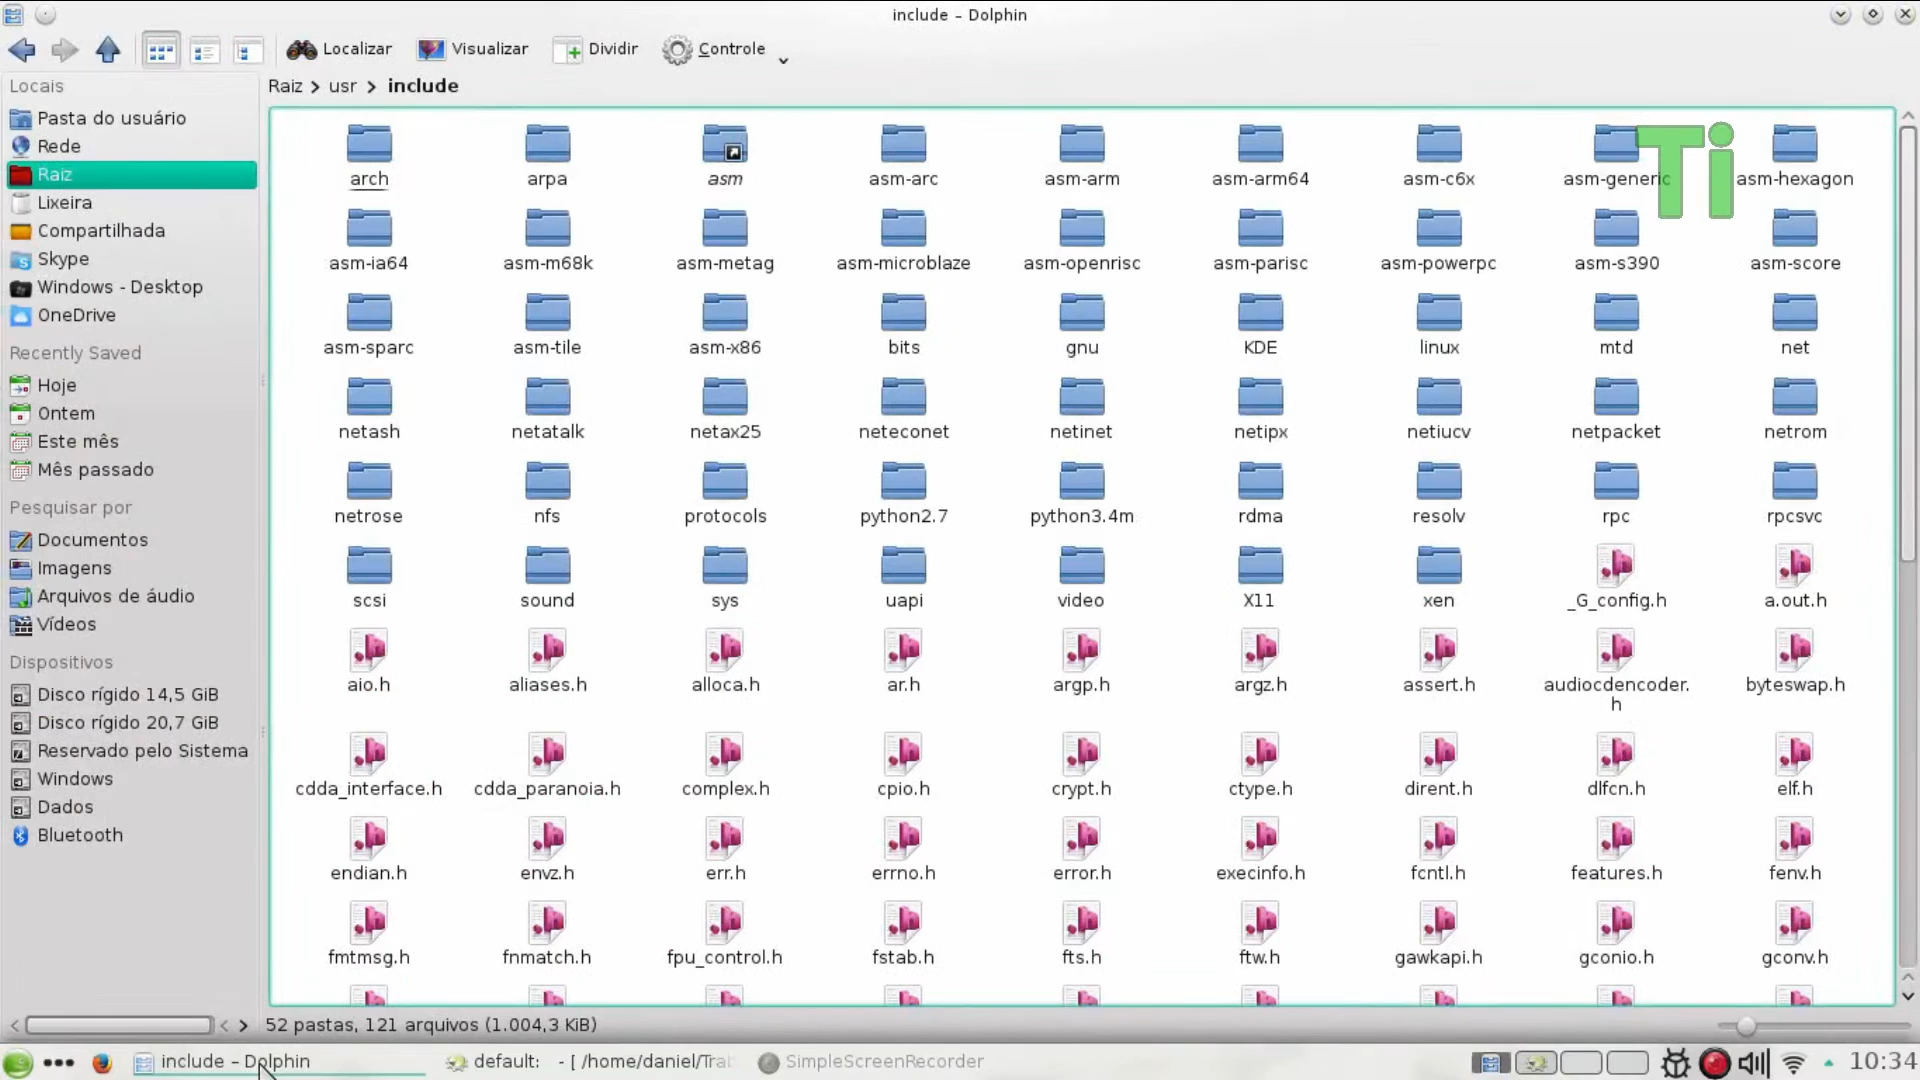 include – Dolphin
Localizar
Visualizar
Dividir
Controle
Locais
Raiz > usr > include
Pasta do usuário
Rede
Raiz
Lixeira
Compartilhada
Skype
Windows - Desktop
OneDrive
Recently Saved
Hoje
Ontem
Este mês
Mês passado
Pesquisar por
Documentos
Imagens
Arquivos de áudio
Vídeos
Dispositivos
Disco rígido 14,5 GiB
Disco rígido 20,7 GiB
Reservado pelo Sistema
Windows
Dados
Bluetooth
Ti
arch arpa asm asm-arc asm-arm asm-arm64 asm-c6x asm-generic asm-hexagon
asm-ia64 asm-m68k asm-metag asm-microblaze asm-openrisc asm-parisc asm-powerpc asm-s390 asm-score
asm-sparc asm-tile asm-x86 bits gnu KDE linux mtd net
netash netatalk netax25 neteconet netinet netipx netiucv netpacket netrom
netrose nfs protocols python2.7 python3.4m rdma resolv rpc rpcsvc
scsi sound sys uapi video X11 xen _G_config.h a.out.h
aio.h aliases.h alloca.h ar.h argp.h argz.h assert.h audiocdencoder. byteswap.h
h
cdda_interface.h cdda_paranoia.h complex.h cpio.h crypt.h ctype.h dirent.h dlfcn.h elf.h
endian.h envz.h err.h errno.h error.h execinfo.h fcntl.h features.h fenv.h
fmtmsg.h fnmatch.h fpu_control.h fstab.h fts.h ftw.h gawkapi.h gconio.h gconv.h
52 pastas, 121 arquivos (1.004,3 KiB)
include – Dolphin
default: - [ /home/daniel/Trab
SimpleScreenRecorder
10:34